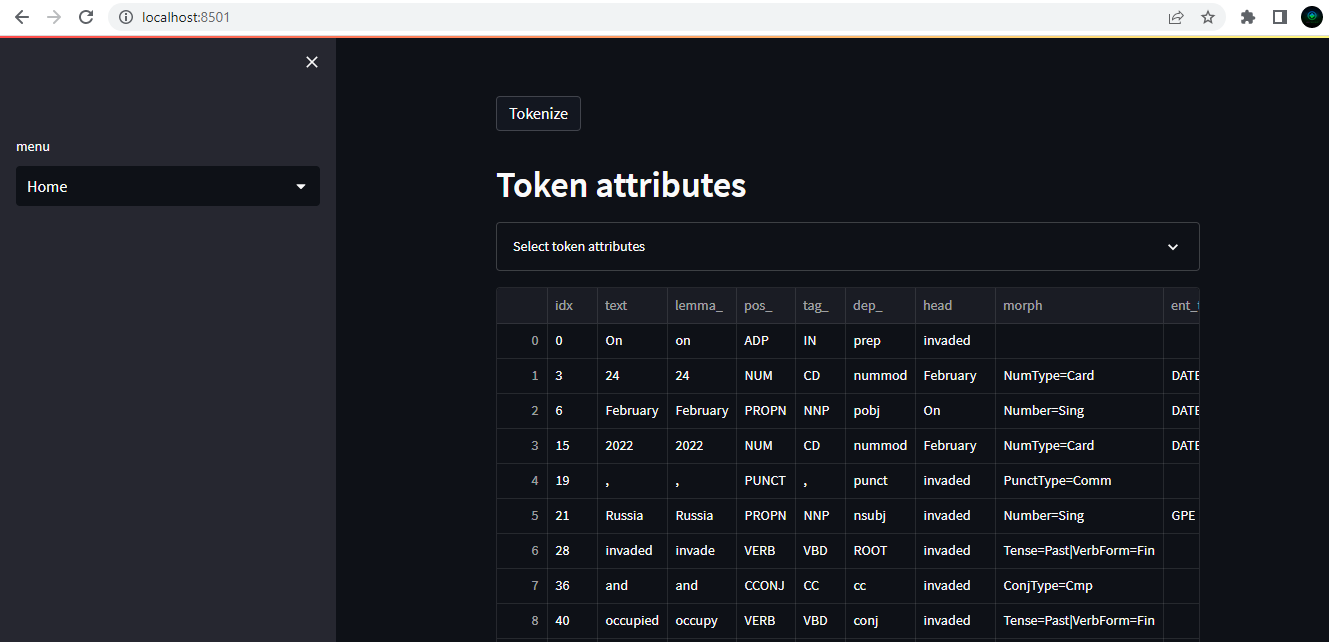 localhost:8501
menu
Home
Tokenize
Token attributes
Select token attributes
idx text lemma_ pos_ tag_ dep_ head morph ent_
0 0 On on ADP IN prep invaded
1 3 24 24 NUM CD nummod February NumType=Card DATE
2 6 February February PROPN NNP pobj On Number=Sing DATE
3 15 2022 2022 NUM CD nummod February NumType=Card DATE
4 19 , , PUNCT , punct invaded PunctType=Comm
5 21 Russia Russia PROPN NNP nsubj invaded Number=Sing GPE
6 28 invaded invade VERB VBD ROOT invaded Tense=Past|VerbForm=Fin
7 36 and and CCONJ CC cc invaded ConjType=Cmp
8 40 occupied occupy VERB VBD conj invaded Tense=Past|VerbForm=Fin